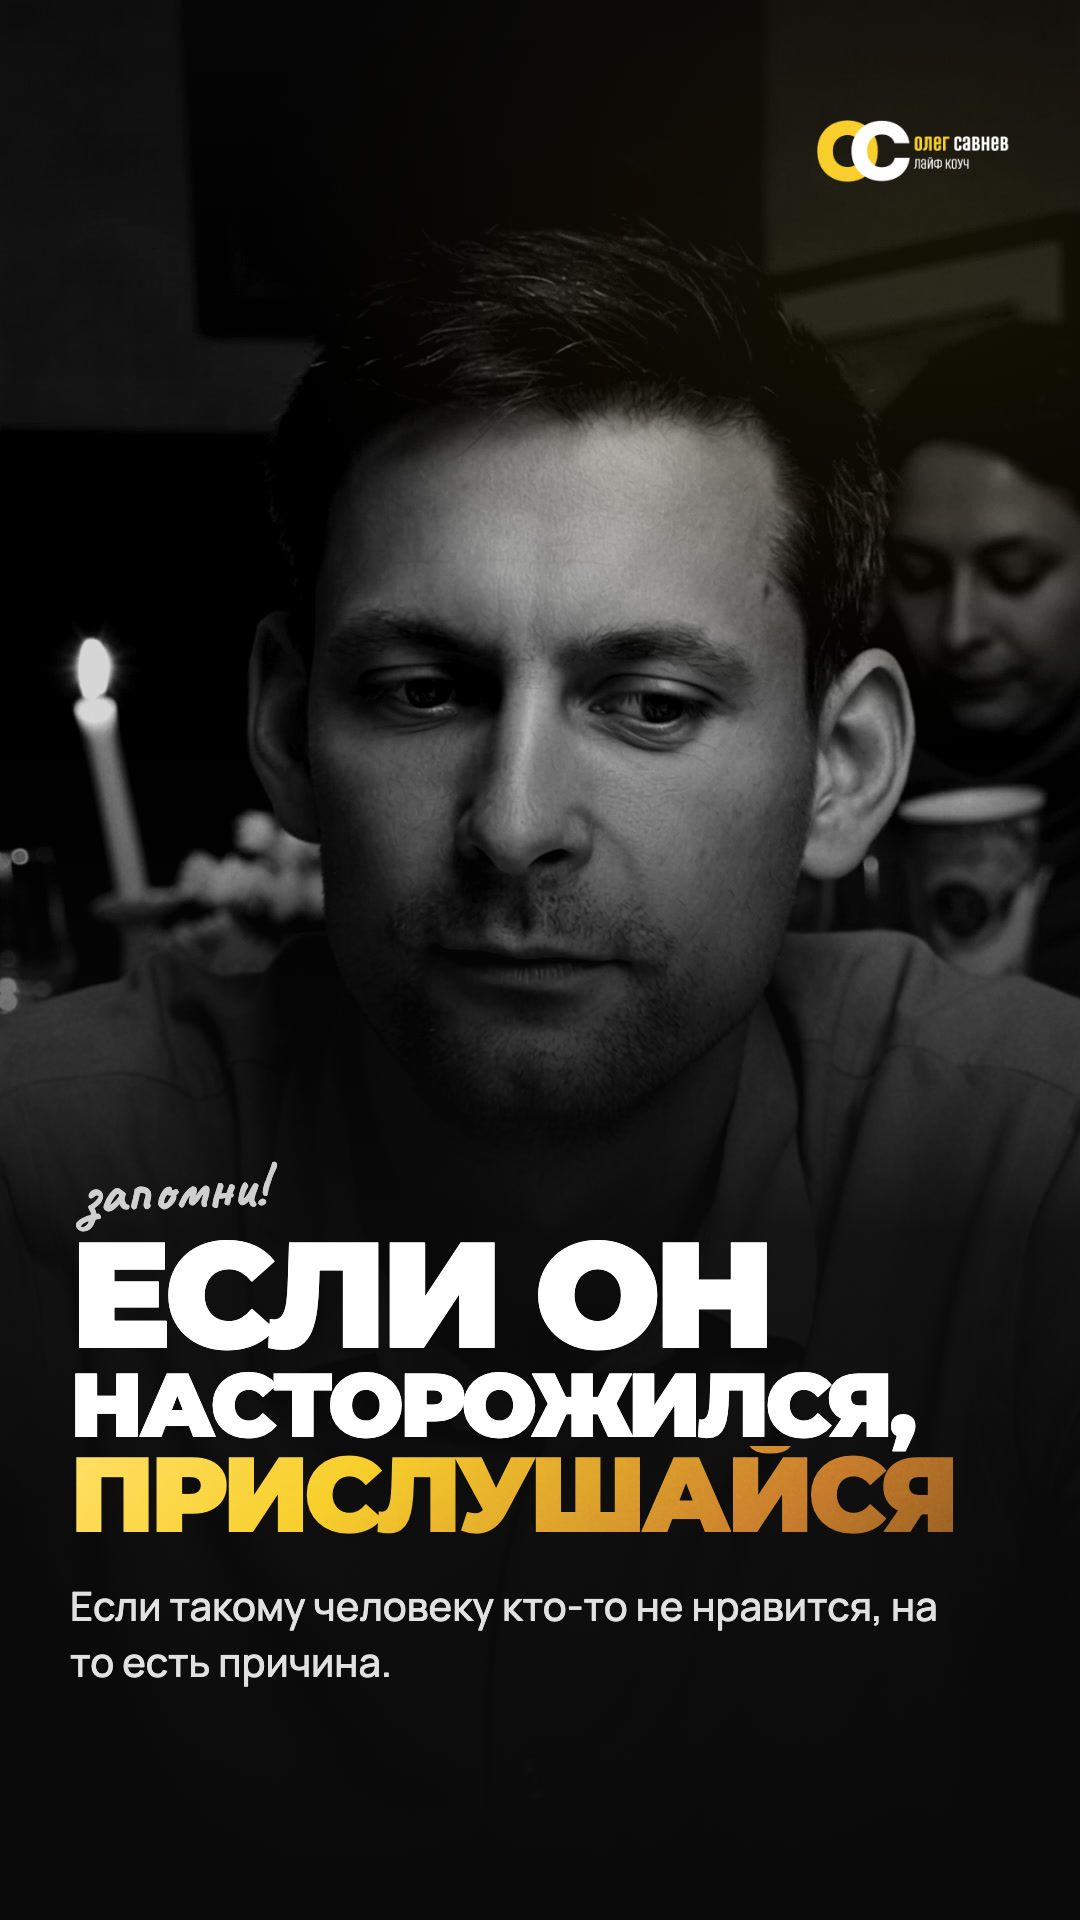 ОС олег савнев
лайф коуч
запомни!
ЕСЛИ ОН
НАСТОРОЖИЛСЯ,
ПРИСЛУШАЙСЯ
Если такому человеку кто-то не нравится, на
то есть причина.